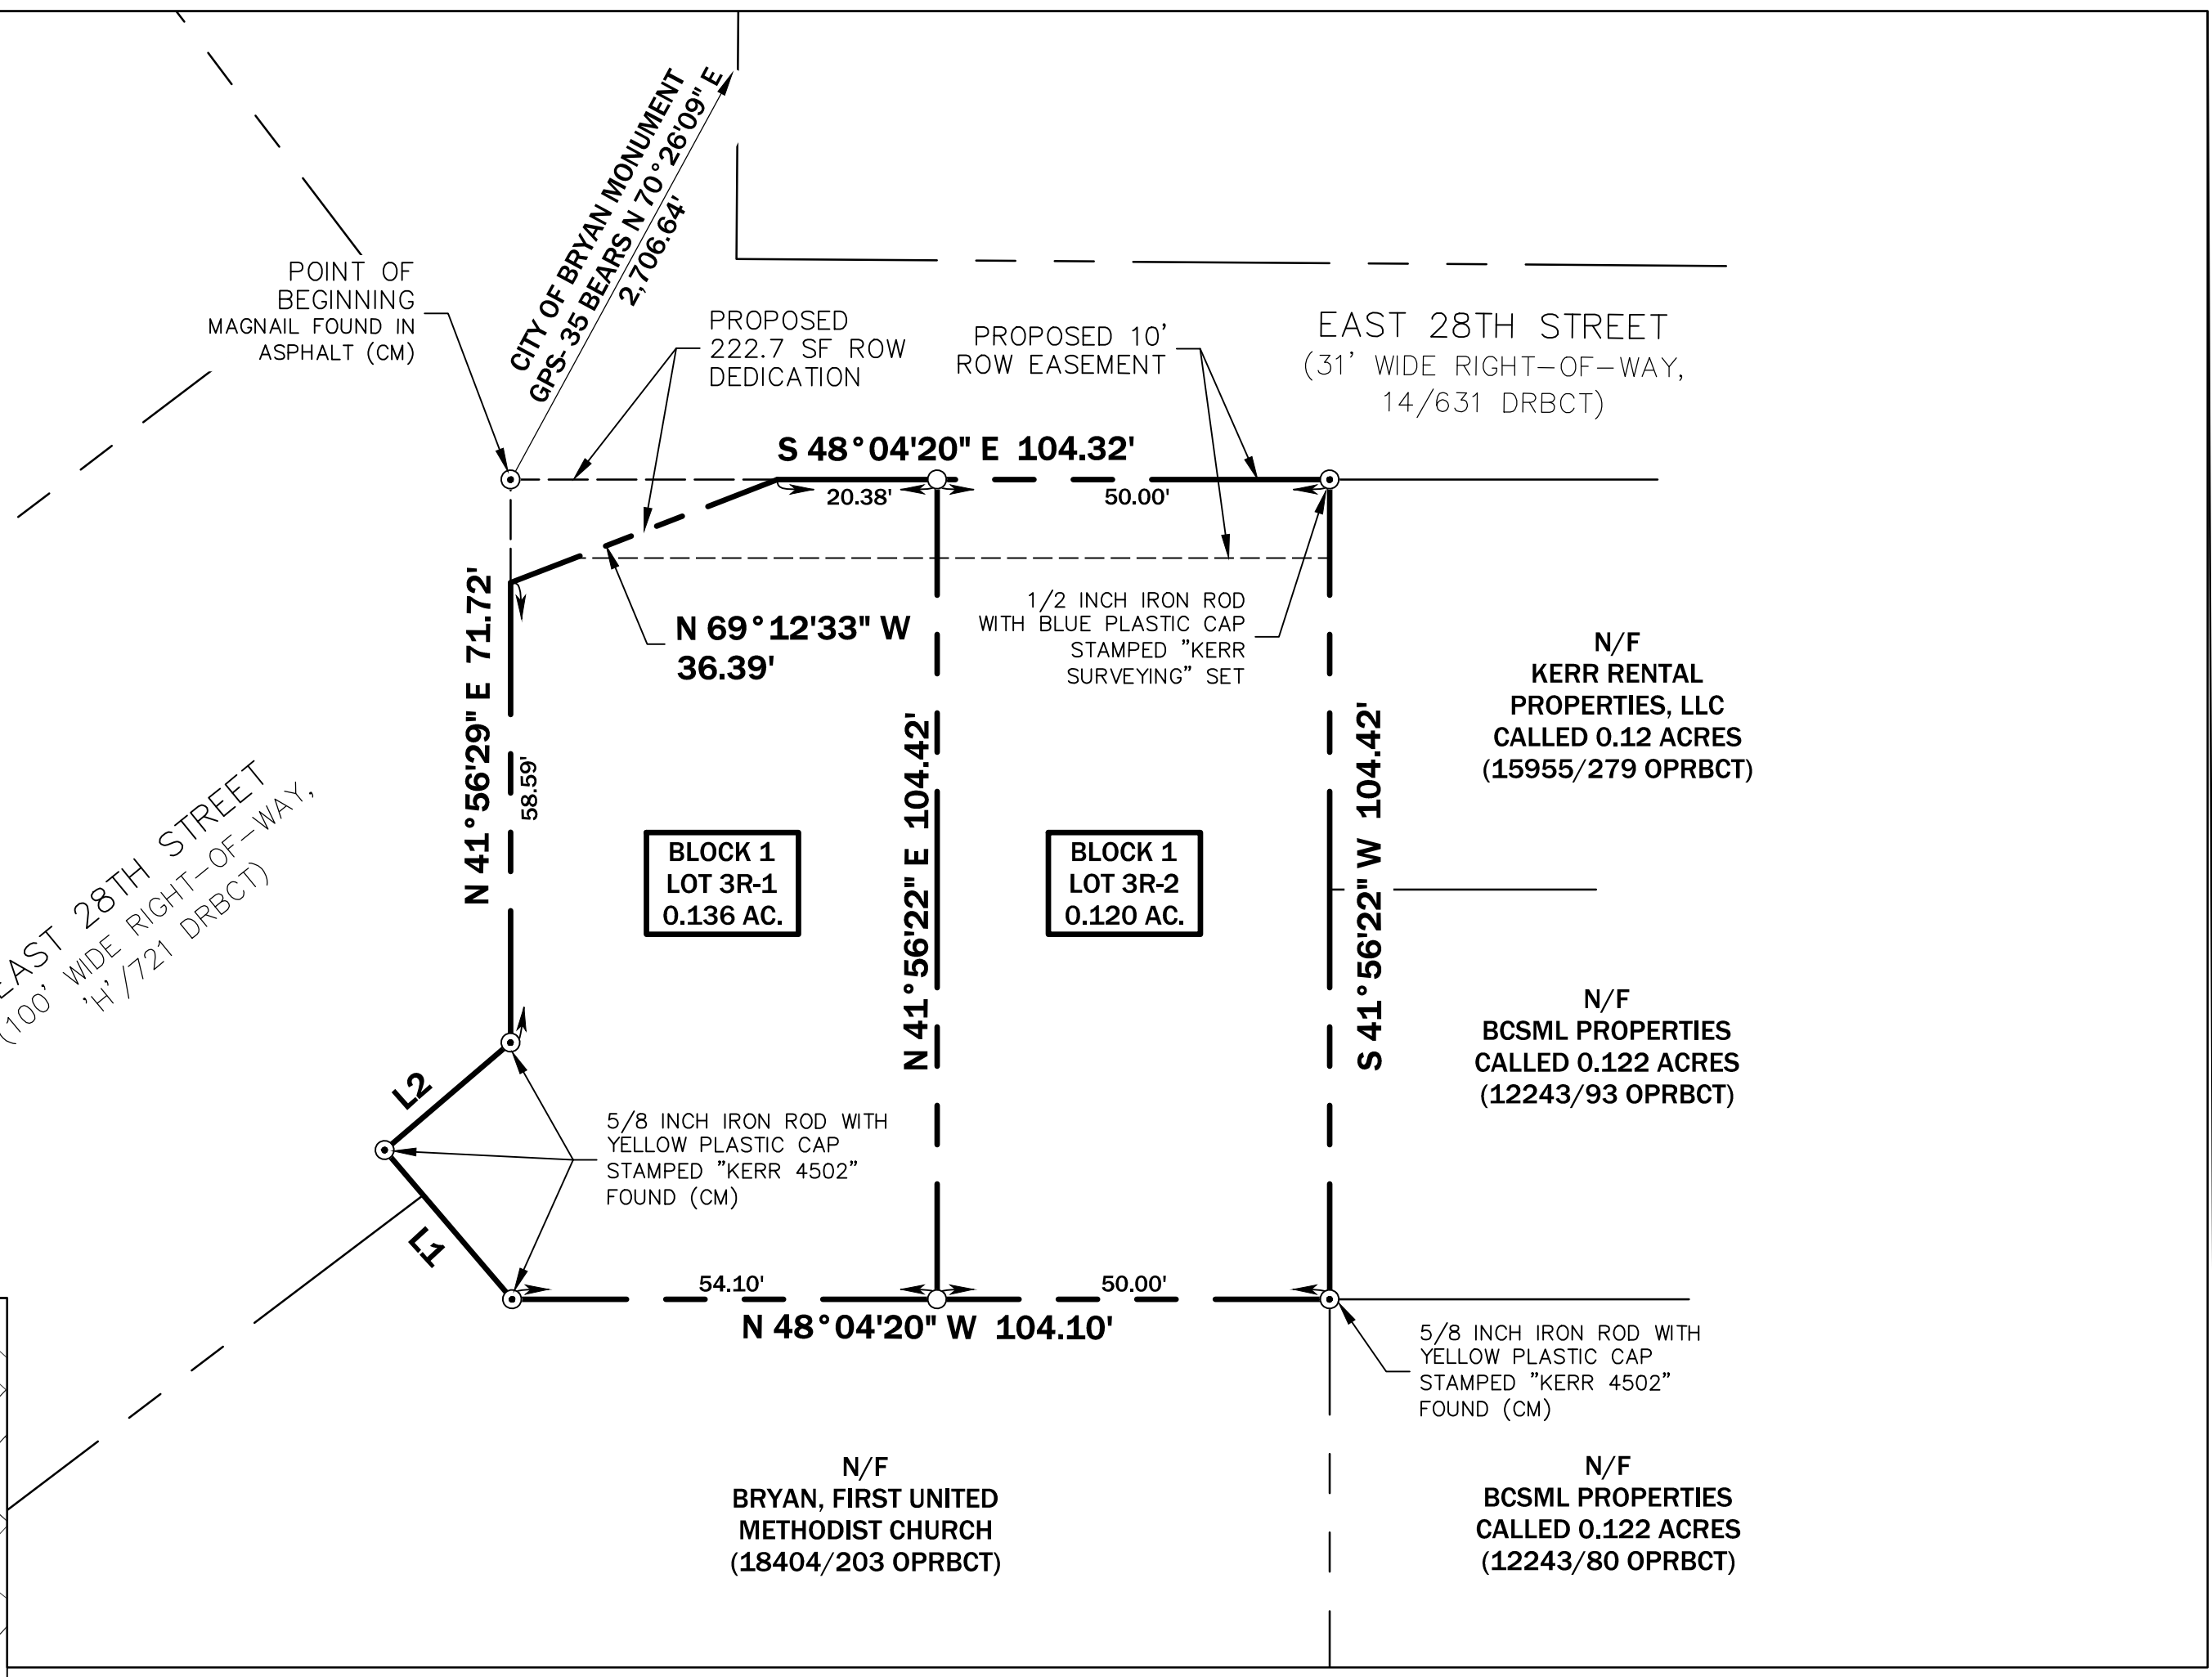 CITY OF BRYAN MONUMENT
GPS-35 BEARS N 70°26'09" E
2,706.64'
POINT OF
BEGINNING
MAGNAIL FOUND IN
ASPHALT (CM)
PROPOSED
222.7 SF ROW
DEDICATION
PROPOSED 10'
ROW EASEMENT
EAST 28TH STREET
(31' WIDE RIGHT-OF-WAY,
14/631 DRBCT)
S 48°04'20" E 104.32'
20.38'
50.00'
N 69°12'33" W
36.39'
1/2 INCH IRON ROD
WITH BLUE PLASTIC CAP
STAMPED "KERR
SURVEYING" SET
N 41°56'29" E 71.72'
58.59'
N/F
KERR RENTAL
PROPERTIES, LLC
CALLED 0.12 ACRES
(15955/279 OPRBCT)
EAST 28TH STREET
(100' WIDE RIGHT-OF-WAY,
'H'/721 DRBCT)
BLOCK 1
LOT 3R-1
0.136 AC.
N 41°56'22" E 104.42'
BLOCK 1
LOT 3R-2
0.120 AC.
S 41°56'22" W 104.42'
N/F
BCSML PROPERTIES
CALLED 0.122 ACRES
(12243/93 OPRBCT)
L2
L1
5/8 INCH IRON ROD WITH
YELLOW PLASTIC CAP
STAMPED "KERR 4502"
FOUND (CM)
54.10'
50.00'
N 48°04'20" W 104.10'
5/8 INCH IRON ROD WITH
YELLOW PLASTIC CAP
STAMPED "KERR 4502"
FOUND (CM)
N/F
BRYAN, FIRST UNITED
METHODIST CHURCH
(18404/203 OPRBCT)
N/F
BCSML PROPERTIES
CALLED 0.122 ACRES
(12243/80 OPRBCT)